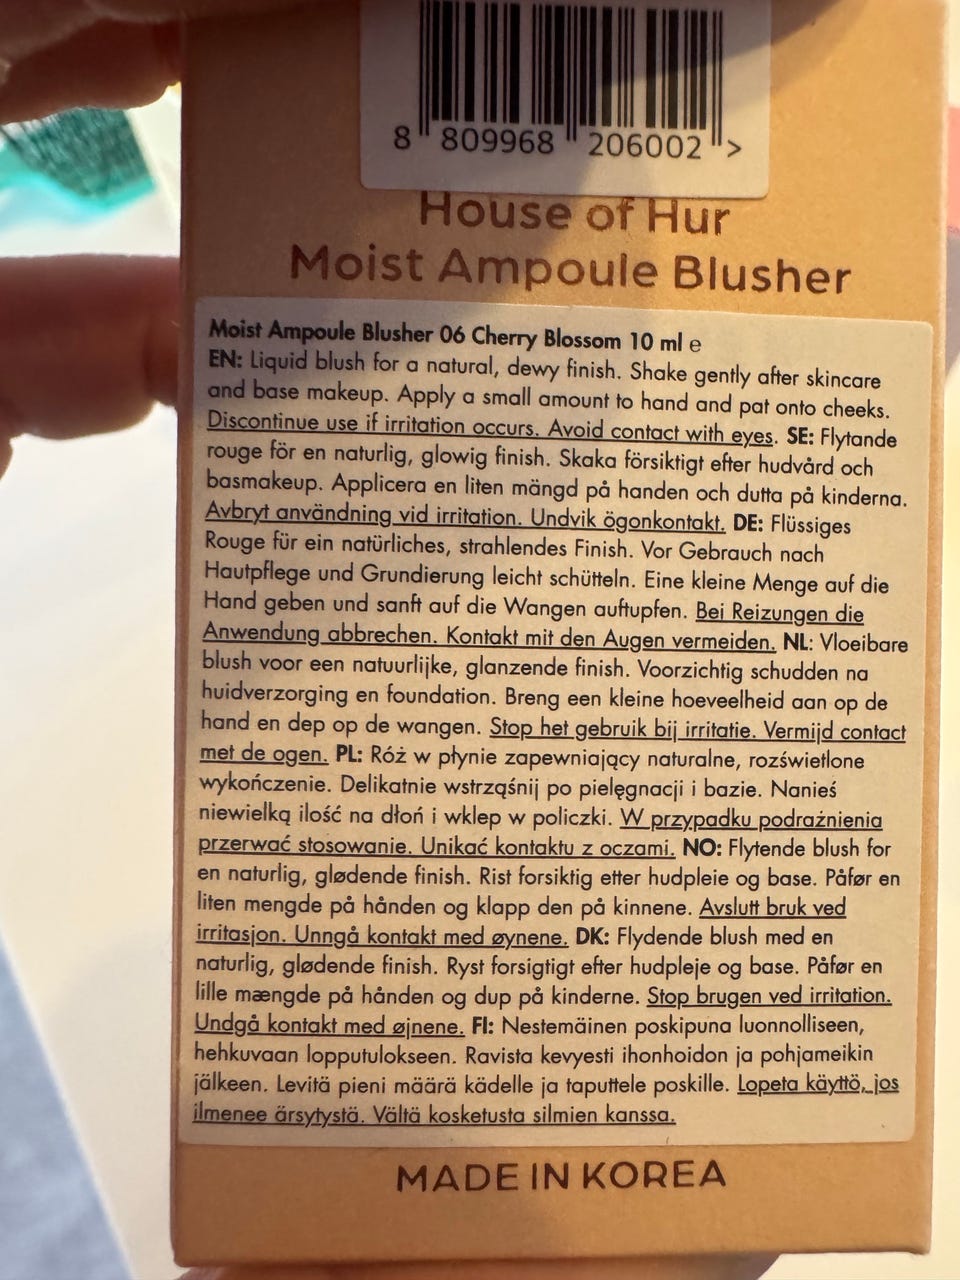 8 809968 206002 >
House of Hur
Moist Ampoule Blusher
Moist Ampoule Blusher 06 Cherry Blossom 10 ml ℮
EN: Liquid blush for a natural, dewy finish. Shake gently after skincare
and base makeup. Apply a small amount to hand and pat onto cheeks.
Discontinue use if irritation occurs. Avoid contact with eyes. SE: Flytande
rouge för en naturlig, glowig finish. Skaka försiktigt efter hudvård och
basmakeup. Applicera en liten mängd på handen och dutta på kinderna.
Avbryt användning vid irritation. Undvik ögonkontakt. DE: Flüssiges
Rouge für ein natürliches, strahlendes Finish. Vor Gebrauch nach
Hautpflege und Grundierung leicht schütteln. Eine kleine Menge auf die
Hand geben und sanft auf die Wangen auftupfen. Bei Reizungen die
Anwendung abbrechen. Kontakt mit den Augen vermeiden. NL: Vloeibare
blush voor een natuurlijke, glanzende finish. Voorzichtig schudden na
huidverzorging en foundation. Breng een kleine hoeveelheid aan op de
hand en dep op de wangen. Stop het gebruik bij irritatie. Vermijd contact
met de ogen. PL: Róż w płynie zapewniający naturalne, rozświetlone
wykończenie. Delikatnie wstrząśnij po pielęgnacji i bazie. Nanieś
niewielką ilość na dłoń i wklep w policzki. W przypadku podrażnienia
przerwać stosowanie. Unikać kontaktu z oczami. NO: Flytende blush for
en naturlig, glødende finish. Rist forsiktig etter hudpleie og base. Påfør en
liten mengde på hånden og klapp den på kinnene. Avslutt bruk ved
irritasjon. Unngå kontakt med øynene. DK: Flydende blush med en
naturlig, glødende finish. Ryst forsigtigt efter hudpleje og base. Påfør en
lille mængde på hånden og dup på kinderne. Stop brugen ved irritation.
Undgå kontakt med øjnene. FI: Nestemäinen poskipuna luonnolliseen,
hehkuvaan lopputulokseen. Ravista kevyesti ihonhoidon ja pohjameikin
jälkeen. Levitä pieni määrä kädelle ja taputtele poskille. Lopeta käyttö, jos
ilmenee ärsytystä. Vältä kosketusta silmien kanssa.
MADE IN KOREA